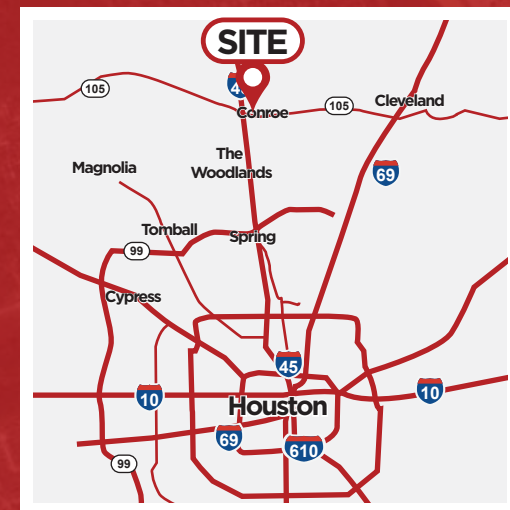 SITE
4
105
Conroe
105
Cleveland
The
Woodlands
Magnolia
69
Tomball
Spring
99
Cypress
45
10
10
Houston
69
610
99